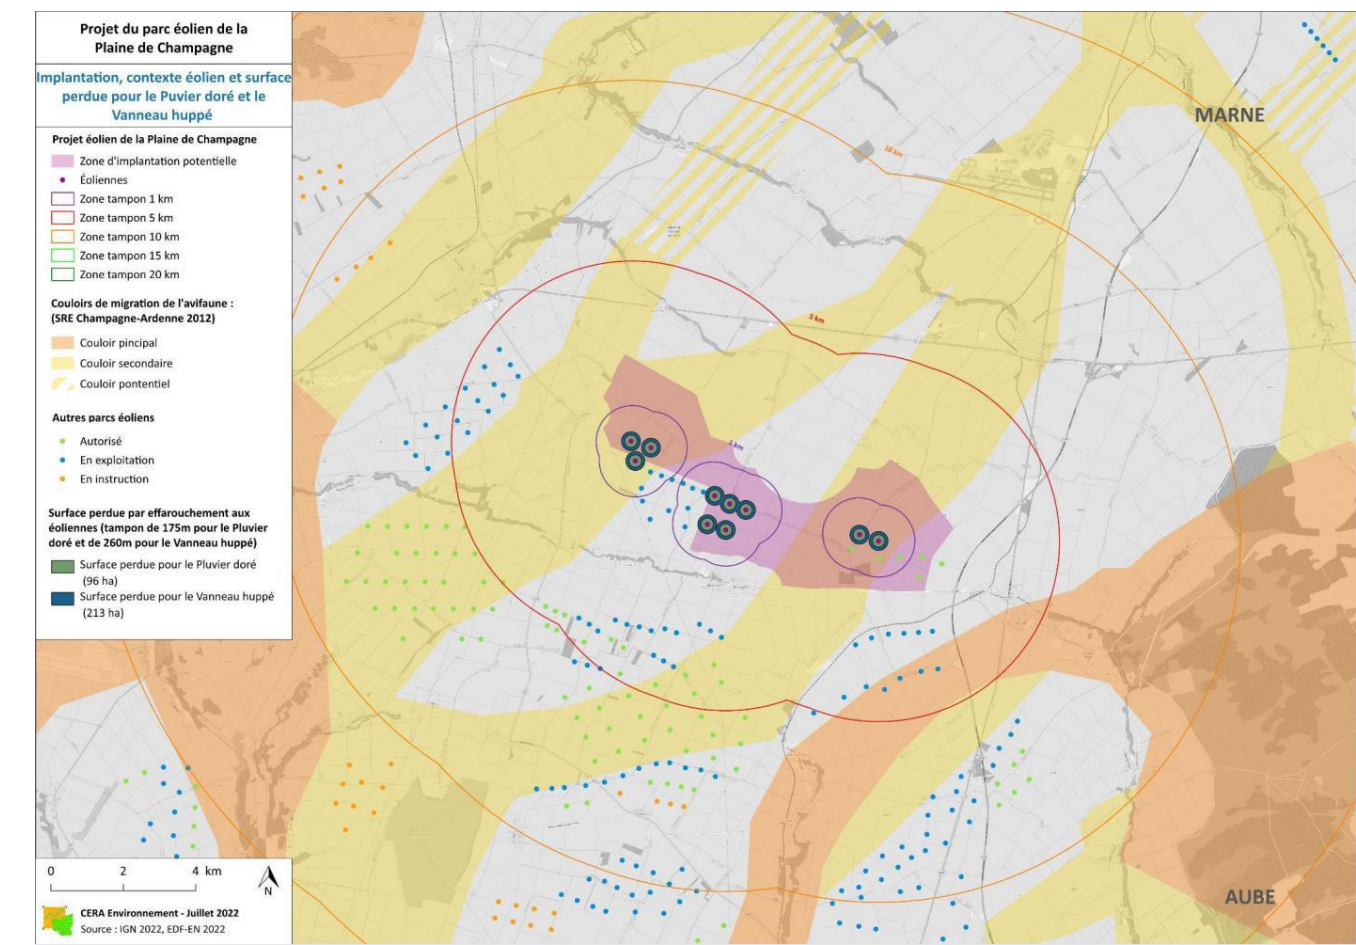 Projet du parc éolien de la
Plaine de Champagne
Implantation, contexte éolien et surface
perdue pour le Puvier doré et le
Vanneau huppé
Projet éolien de la Plaine de Champagne
Zone d'implantation potentielle
Éoliennes
Zone tampon 1 km
Zone tampon 5 km
Zone tampon 10 km
Zone tampon 15 km
Zone tampon 20 km
Couloirs de migration de l'avifaune :
(SRE Champagne-Ardenne 2012)
Couloir pincipal
Couloir secondaire
Couloir pontentiel
Autres parcs éoliens
Autorisé
En exploitation
En instruction
Surface perdue par effarouchement aux
éoliennes (tampon de 175m pour le Pluvier
doré et de 260m pour le Vanneau huppé)
Surface perdue pour le Pluvier doré
(96 ha)
Surface perdue pour le Vanneau huppé
(213 ha)
0 2 4 km
N
CERA Environnement - Juillet 2022
Source : IGN 2022, EDF-EN 2022
MARNE
10 km
5 km
1 km
AUBE